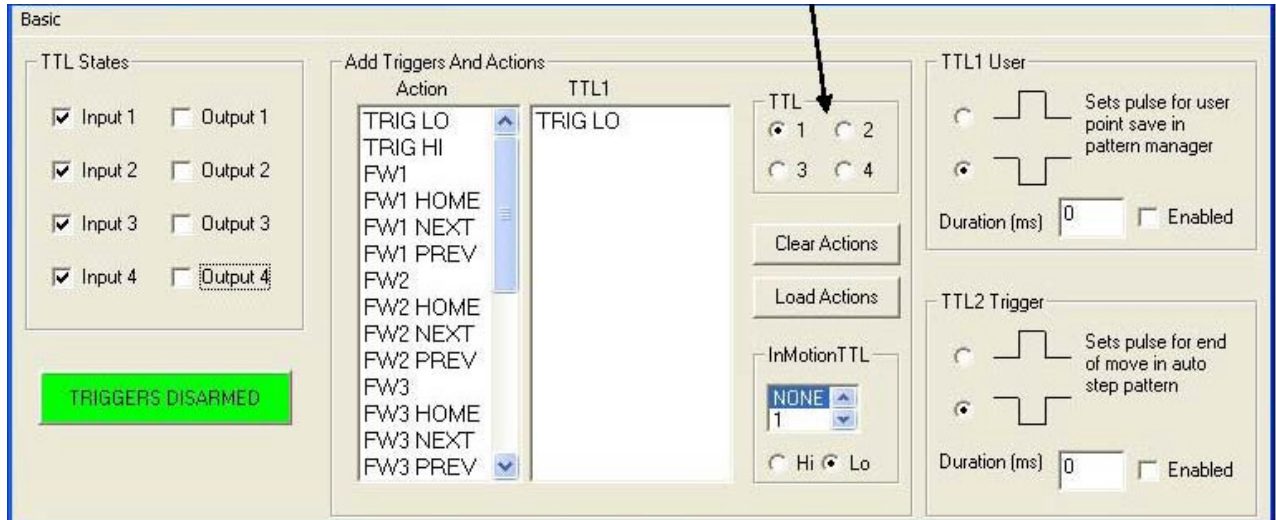 Basic
TTL States
Input 1 Output 1
Input 2 Output 2
Input 3 Output 3
Input 4 Output 4
TRIGGERS DISARMED
Add Triggers And Actions
Action TTL1
TRIG LO
TRIG HI
FW1
FW1 HOME
FW1 NEXT
FW1 PREV
FW2
FW2 HOME
FW2 NEXT
FW2 PREV
FW3
FW3 HOME
FW3 NEXT
FW3 PREV
TRIG LO
TTL
1 2
3 4
Clear Actions
Load Actions
InMotionTTL
NONE
1
Hi Lo
TTL1 User
Sets pulse for user
point save in
pattern manager
Duration (ms) 0 Enabled
TTL2 Trigger
Sets pulse for end
of move in auto
step pattern
Duration (ms) 0 Enabled